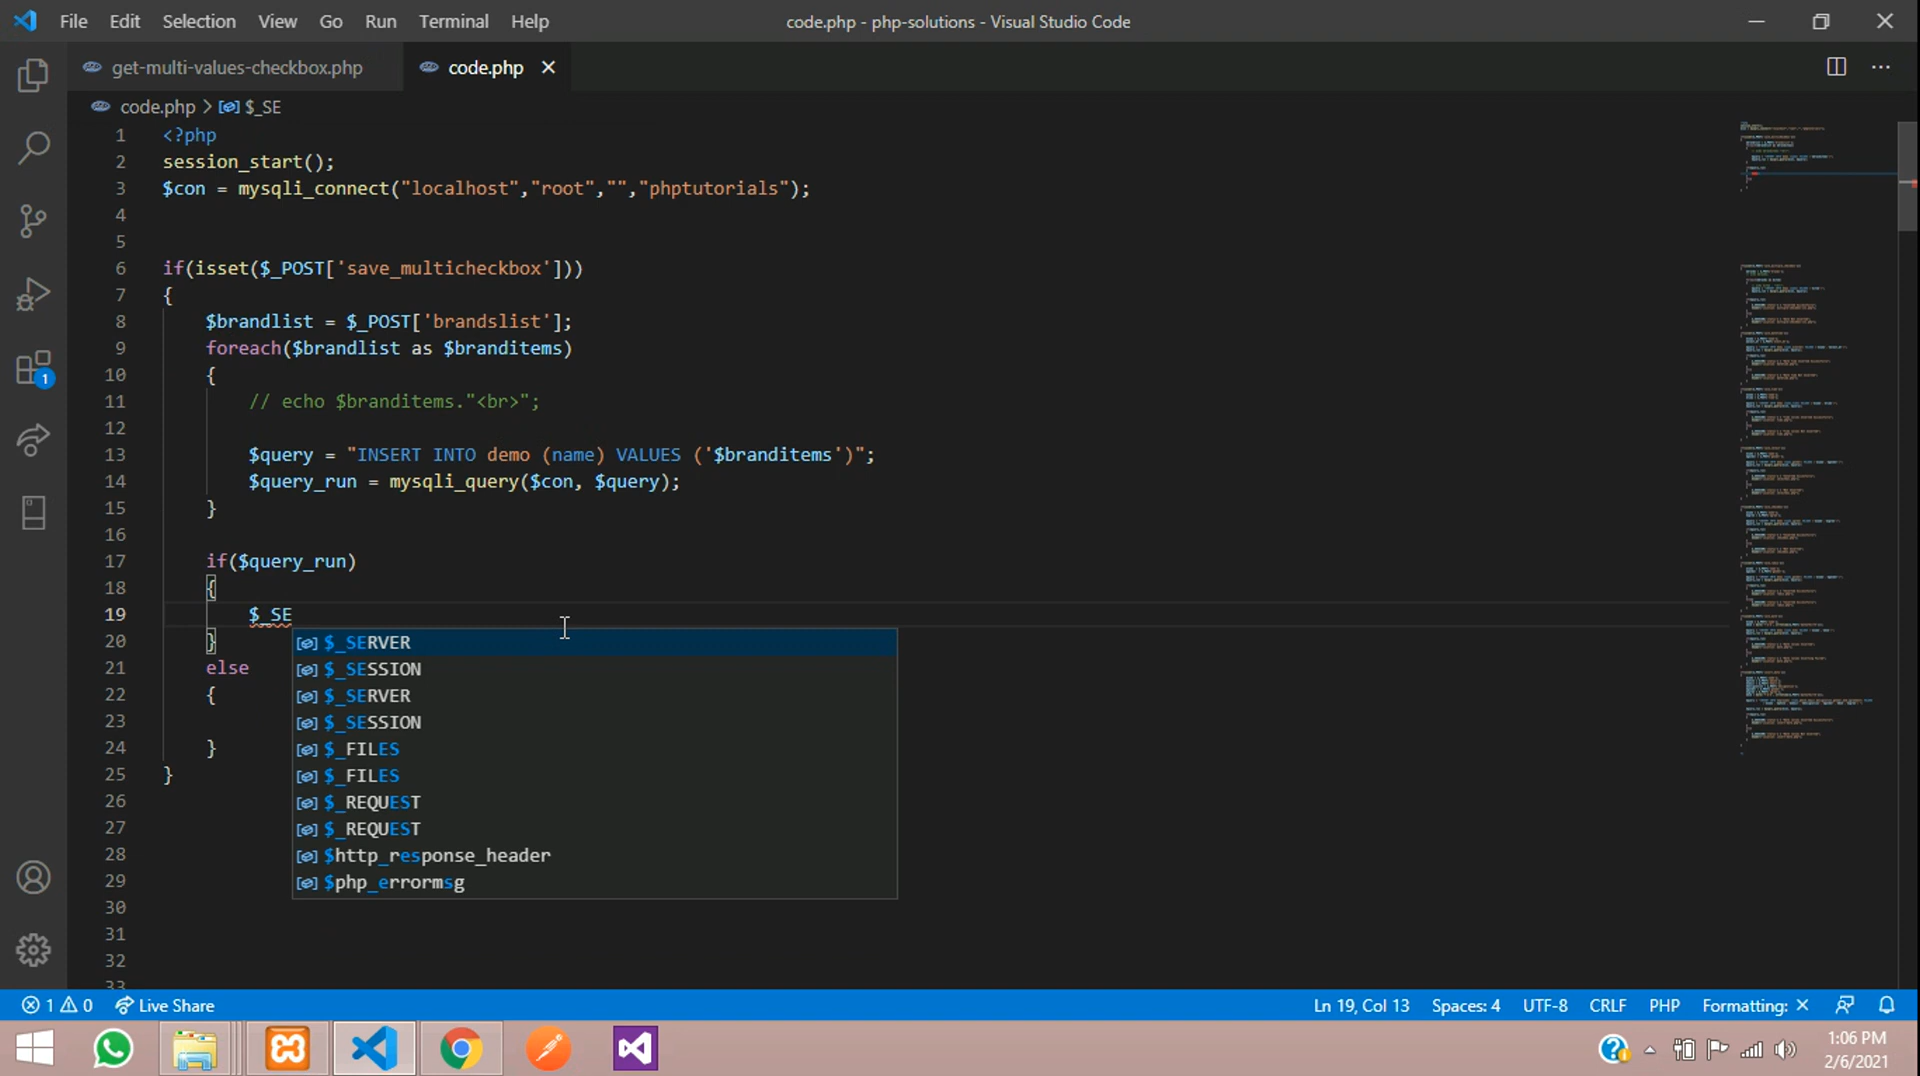 File Edit Selection View Go Run Terminal Help
code.php - php-solutions - Visual Studio Code
get-multi-values-checkbox.php
code.php
code.php > $_SE
1 <?php
2 session_start();
3 $con = mysqli_connect("localhost","root","","phptutorials");
4
5
6 if(isset($_POST['save_multicheckbox']))
7 {
8 $brandlist = $_POST['brandslist'];
9 foreach($brandlist as $branditems)
10 {
11 // echo $branditems."<br>";
12
13 $query = "INSERT INTO demo (name) VALUES ('$branditems')";
14 $query_run = mysqli_query($con, $query);
15 }
16
17 if($query_run)
18 {
19 $_SE
20 }
$_SERVER
21 else
$_SESSION
22 {
$_SERVER
23
$_SESSION
24 }
$_FILES
25 }
$_FILES
26
$_REQUEST
27
$_REQUEST
28
$http_response_header
29
$php_errormsg
30
31
32
33
1
1 0 Live Share
Ln 19, Col 13 Spaces: 4 UTF-8 CRLF PHP Formatting: ×
1:06 PM
2/6/2021